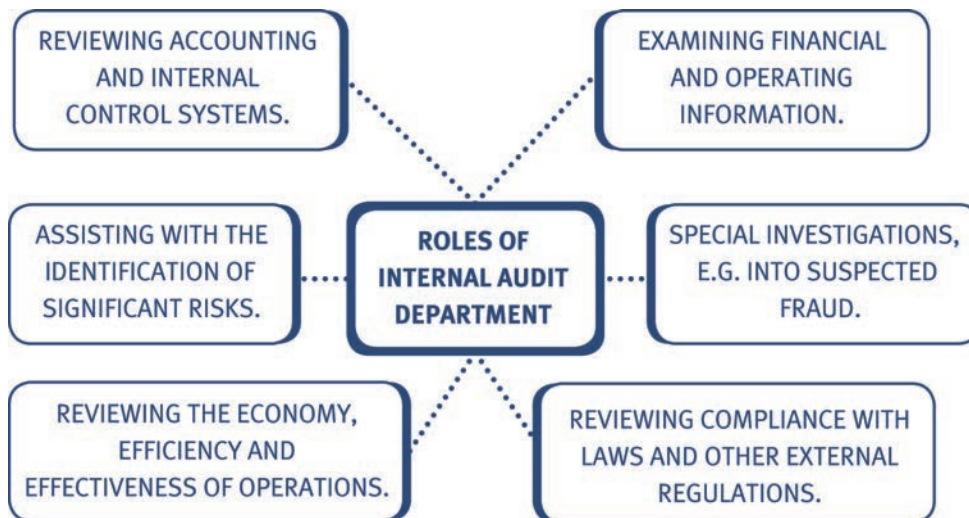 REVIEWING ACCOUNTING
AND INTERNAL
CONTROL SYSTEMS.
EXAMINING FINANCIAL
AND OPERATING
INFORMATION.
ASSISTING WITH THE
IDENTIFICATION OF
SIGNIFICANT RISKS.
ROLES OF
INTERNAL AUDIT
DEPARTMENT
SPECIAL INVESTIGATIONS,
E.G. INTO SUSPECTED
FRAUD.
REVIEWING THE ECONOMY,
EFFICIENCY AND
EFFECTIVENESS OF OPERATIONS.
REVIEWING COMPLIANCE WITH
LAWS AND OTHER EXTERNAL
REGULATIONS.